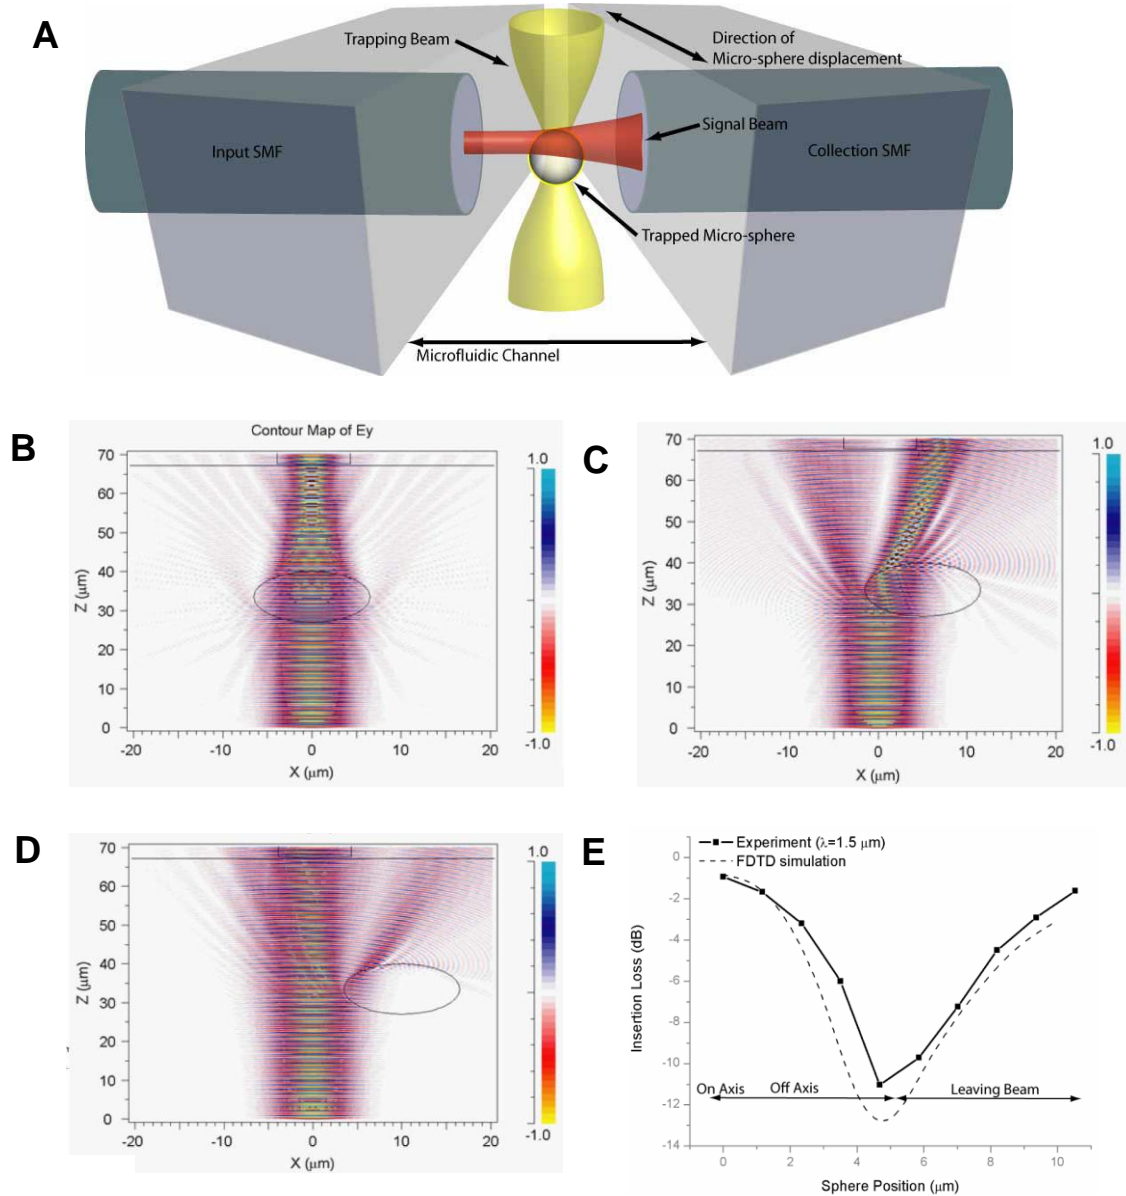 A
Trapping Beam
Direction of
Micro-sphere displacement
Signal Beam
Input SMF
Collection SMF
Trapped Micro-sphere
Microfluidic Channel
B
Contour Map of Ey
70
60
50
40
30
20
10
0
Z (μm)
-20 -10 0 10 20
X (μm)
1.0
-1.0
C
70
60
50
40
30
20
10
0
Z (μm)
-20 -10 0 10 20
X (μm)
1.0
-1.0
D
70
60
50
40
30
20
10
0
Z (μm)
-20 -10 0 10 20
X (μm)
1.0
-1.0
E
Experiment (λ=1.5 μm)
FDTD simulation
0
-2
-4
-6
-8
-10
-12
-14
Insertion Loss (dB)
On Axis Off Axis Leaving Beam
0 2 4 6 8 10
Sphere Position (μm)